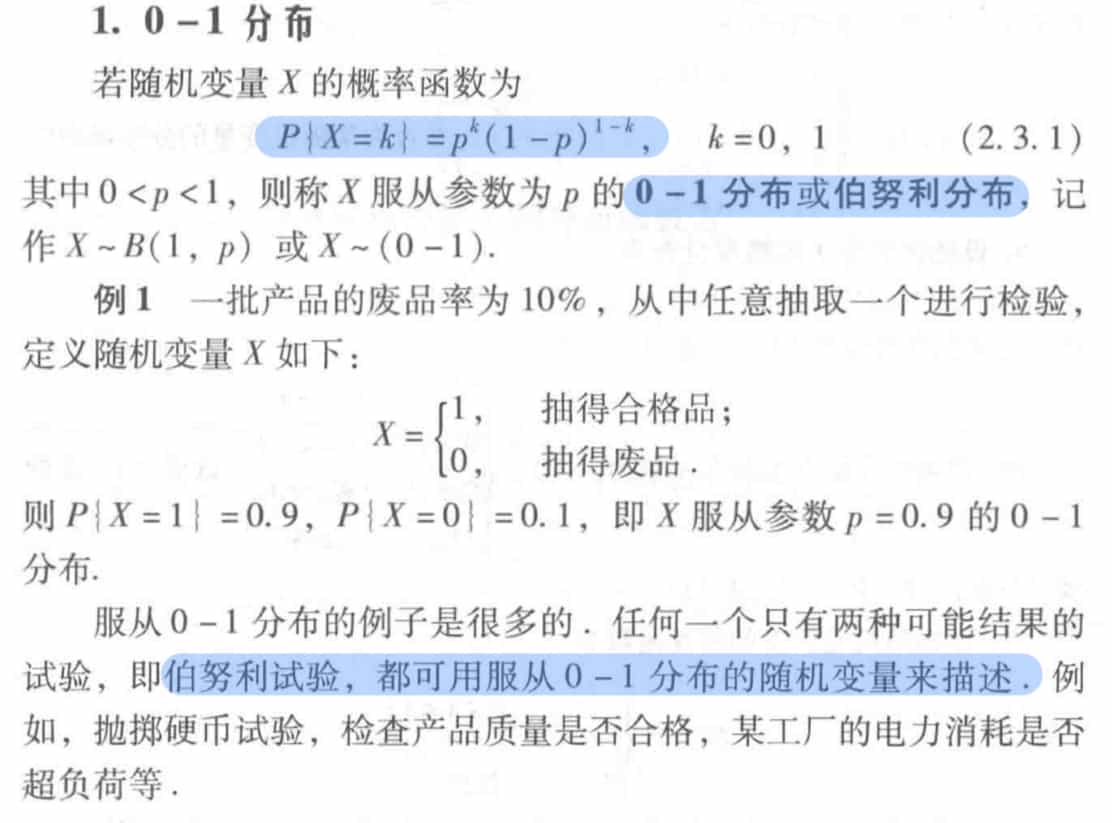 1. 0 − 1 分布
若随机变量 X 的概率函数为
P{X = k} = p^k (1 − p)^{1 − k},　k = 0, 1　(2.3.1)
其中 0 < p < 1，则称 X 服从参数为 p 的 0 − 1 分布或伯努利分布，记
作 X ~ B(1, p) 或 X ~ (0 − 1).
例 1　一批产品的废品率为 10%，从中任意抽取一个进行检验，
定义随机变量 X 如下：
X = {1,　抽得合格品；
0,　抽得废品.
则 P{X = 1} = 0.9，P{X = 0} = 0.1，即 X 服从参数 p = 0.9 的 0 − 1
分布.
服从 0 − 1 分布的例子是很多的. 任何一个只有两种可能结果的
试验，即伯努利试验，都可用服从 0 − 1 分布的随机变量来描述. 例
如，抛掷硬币试验，检查产品质量是否合格，某工厂的电力消耗是否
超负荷等.